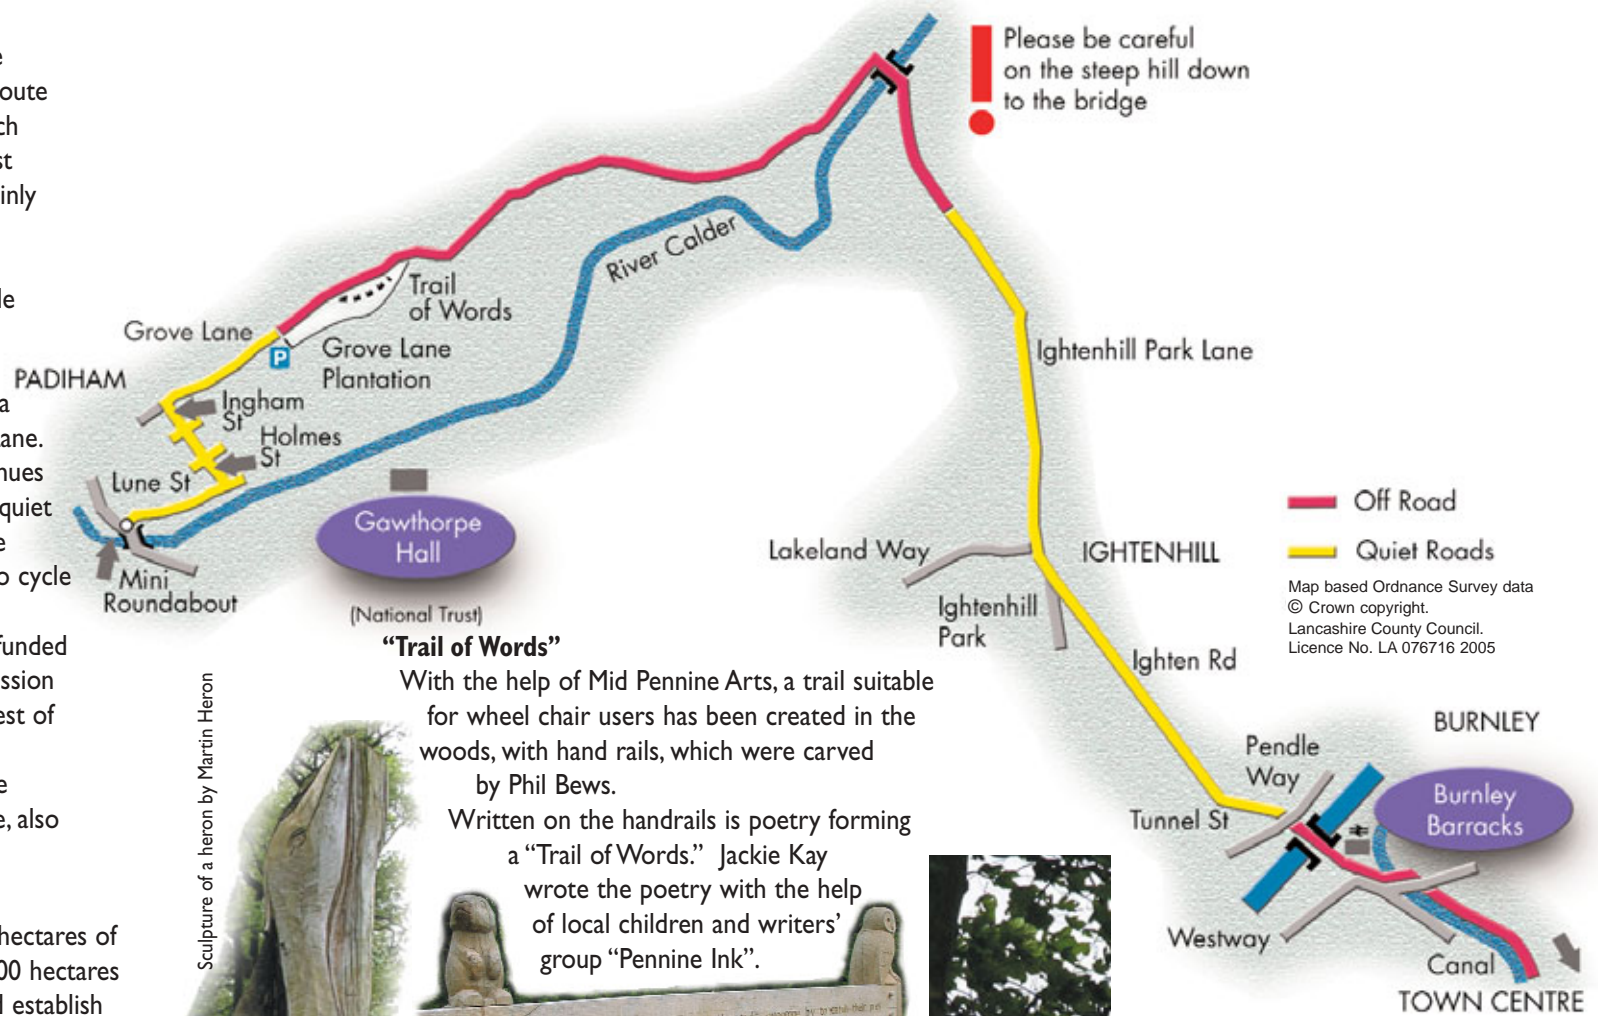 e
oute
ch
st
inly
le
a
ane.
nues
quiet
e
o cycle
funded
ssion
est of
e
e, also
hectares of
00 hectares
l establish
Please be careful
on the steep hill down
to the bridge
River Calder
Trail
of Words
Grove Lane
P
Grove Lane
Plantation
PADIHAM
Ingham
St
Holmes
St
Lune St
Mini
Roundabout
Gawthorpe
Hall
(National Trust)
Ightenhill Park Lane
Lakeland Way
IGHTENHILL
Ightenhill
Park
Ighten Rd
Off Road
Quiet Roads
Map based Ordnance Survey data
© Crown copyright.
Lancashire County Council.
Licence No. LA 076716 2005
BURNLEY
Pendle
Way
Burnley
Barracks
Tunnel St
Westway
Canal
TOWN CENTRE
“Trail of Words”
With the help of Mid Pennine Arts, a trail suitable
for wheel chair users has been created in the
woods, with hand rails, which were carved
by Phil Bews.
Written on the handrails is poetry forming
a “Trail of Words.” Jackie Kay
wrote the poetry with the help
of local children and writers’
group “Pennine Ink”.
Sculpture of a heron by Martin Heron